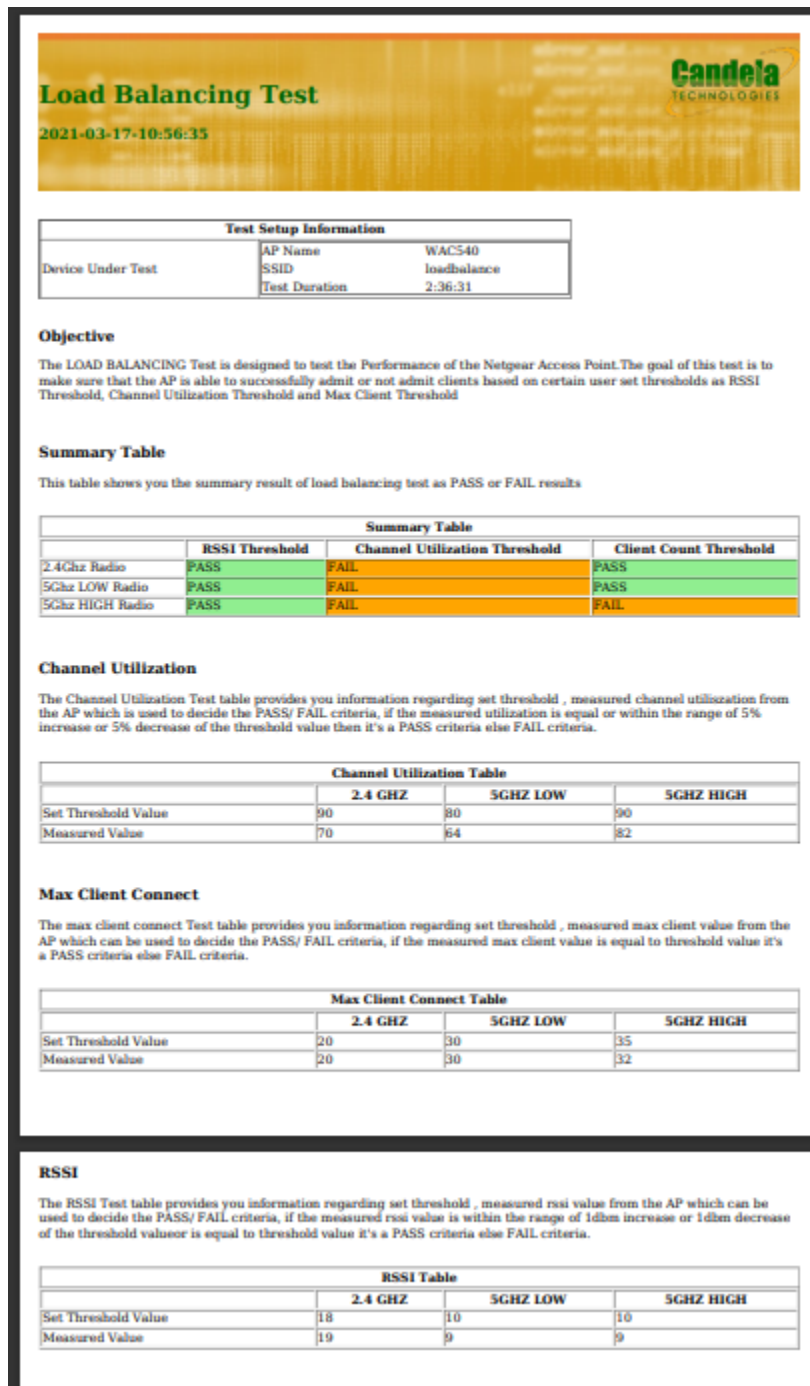 Candela
TECHNOLOGIES
Load Balancing Test
2021-03-17-10:56:35
Test Setup Information
Device Under Test
AP Name WAC540
SSID loadbalance
Test Duration 2:36:31
Objective
The LOAD BALANCING Test is designed to test the Performance of the Netgear Access Point.The goal of this test is to
make sure that the AP is able to successfully admit or not admit clients based on certain user set thresholds as RSSI
Threshold, Channel Utilization Threshold and Max Client Threshold
Summary Table
This table shows you the summary result of load balancing test as PASS or FAIL results
Summary Table
RSSI Threshold Channel Utilization Threshold Client Count Threshold
2.4Ghz Radio PASS FAIL PASS
5Ghz LOW Radio PASS FAIL PASS
5Ghz HIGH Radio PASS FAIL FAIL
Channel Utilization
The Channel Utilization Test table provides you information regarding set threshold , measured channel utiliszation from
the AP which is used to decide the PASS/ FAIL criteria, if the measured utilization is equal or within the range of 5%
increase or 5% decrease of the threshold value then it's a PASS criteria else FAIL criteria.
Channel Utilization Table
2.4 GHZ 5GHZ LOW 5GHZ HIGH
Set Threshold Value 90 80 90
Measured Value 70 64 82
Max Client Connect
The max client connect Test table provides you information regarding set threshold , measured max client value from the
AP which can be used to decide the PASS/ FAIL criteria, if the measured max client value is equal to threshold value it's
a PASS criteria else FAIL criteria.
Max Client Connect Table
2.4 GHZ 5GHZ LOW 5GHZ HIGH
Set Threshold Value 20 30 35
Measured Value 20 30 32
RSSI
The RSSI Test table provides you information regarding set threshold , measured rssi value from the AP which can be
used to decide the PASS/ FAIL criteria, if the measured rssi value is within the range of 1dbm increase or 1dbm decrease
of the threshold valueor is equal to threshold value it's a PASS criteria else FAIL criteria.
RSSI Table
2.4 GHZ 5GHZ LOW 5GHZ HIGH
Set Threshold Value 18 10 10
Measured Value 19 9 9